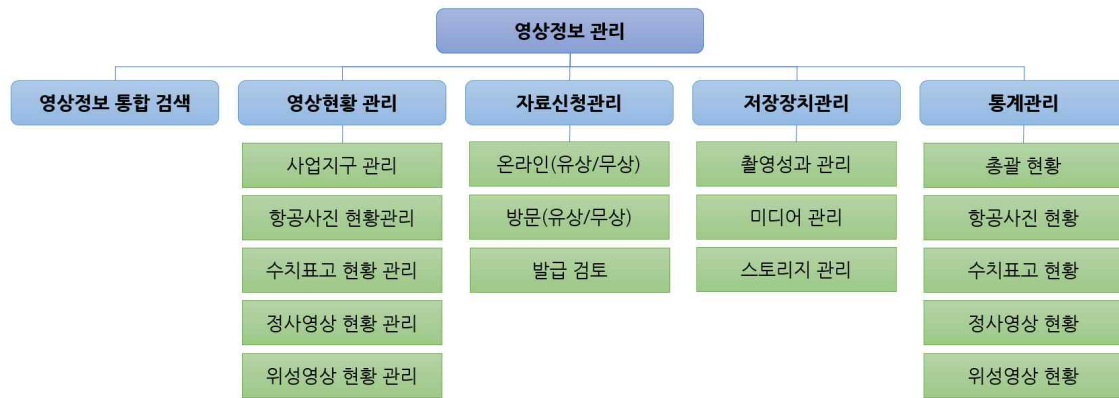 영상정보 관리
영상정보 통합 검색
영상현황 관리
사업지구 관리
항공사진 현황관리
수치표고 현황 관리
정사영상 현황 관리
위성영상 현황 관리
자료신청관리
온라인(유상/무상)
방문(유상/무상)
발급 검토
저장장치관리
촬영성과 관리
미디어 관리
스토리지 관리
통계관리
총괄 현황
항공사진 현황
수치표고 현황
정사영상 현황
위성영상 현황